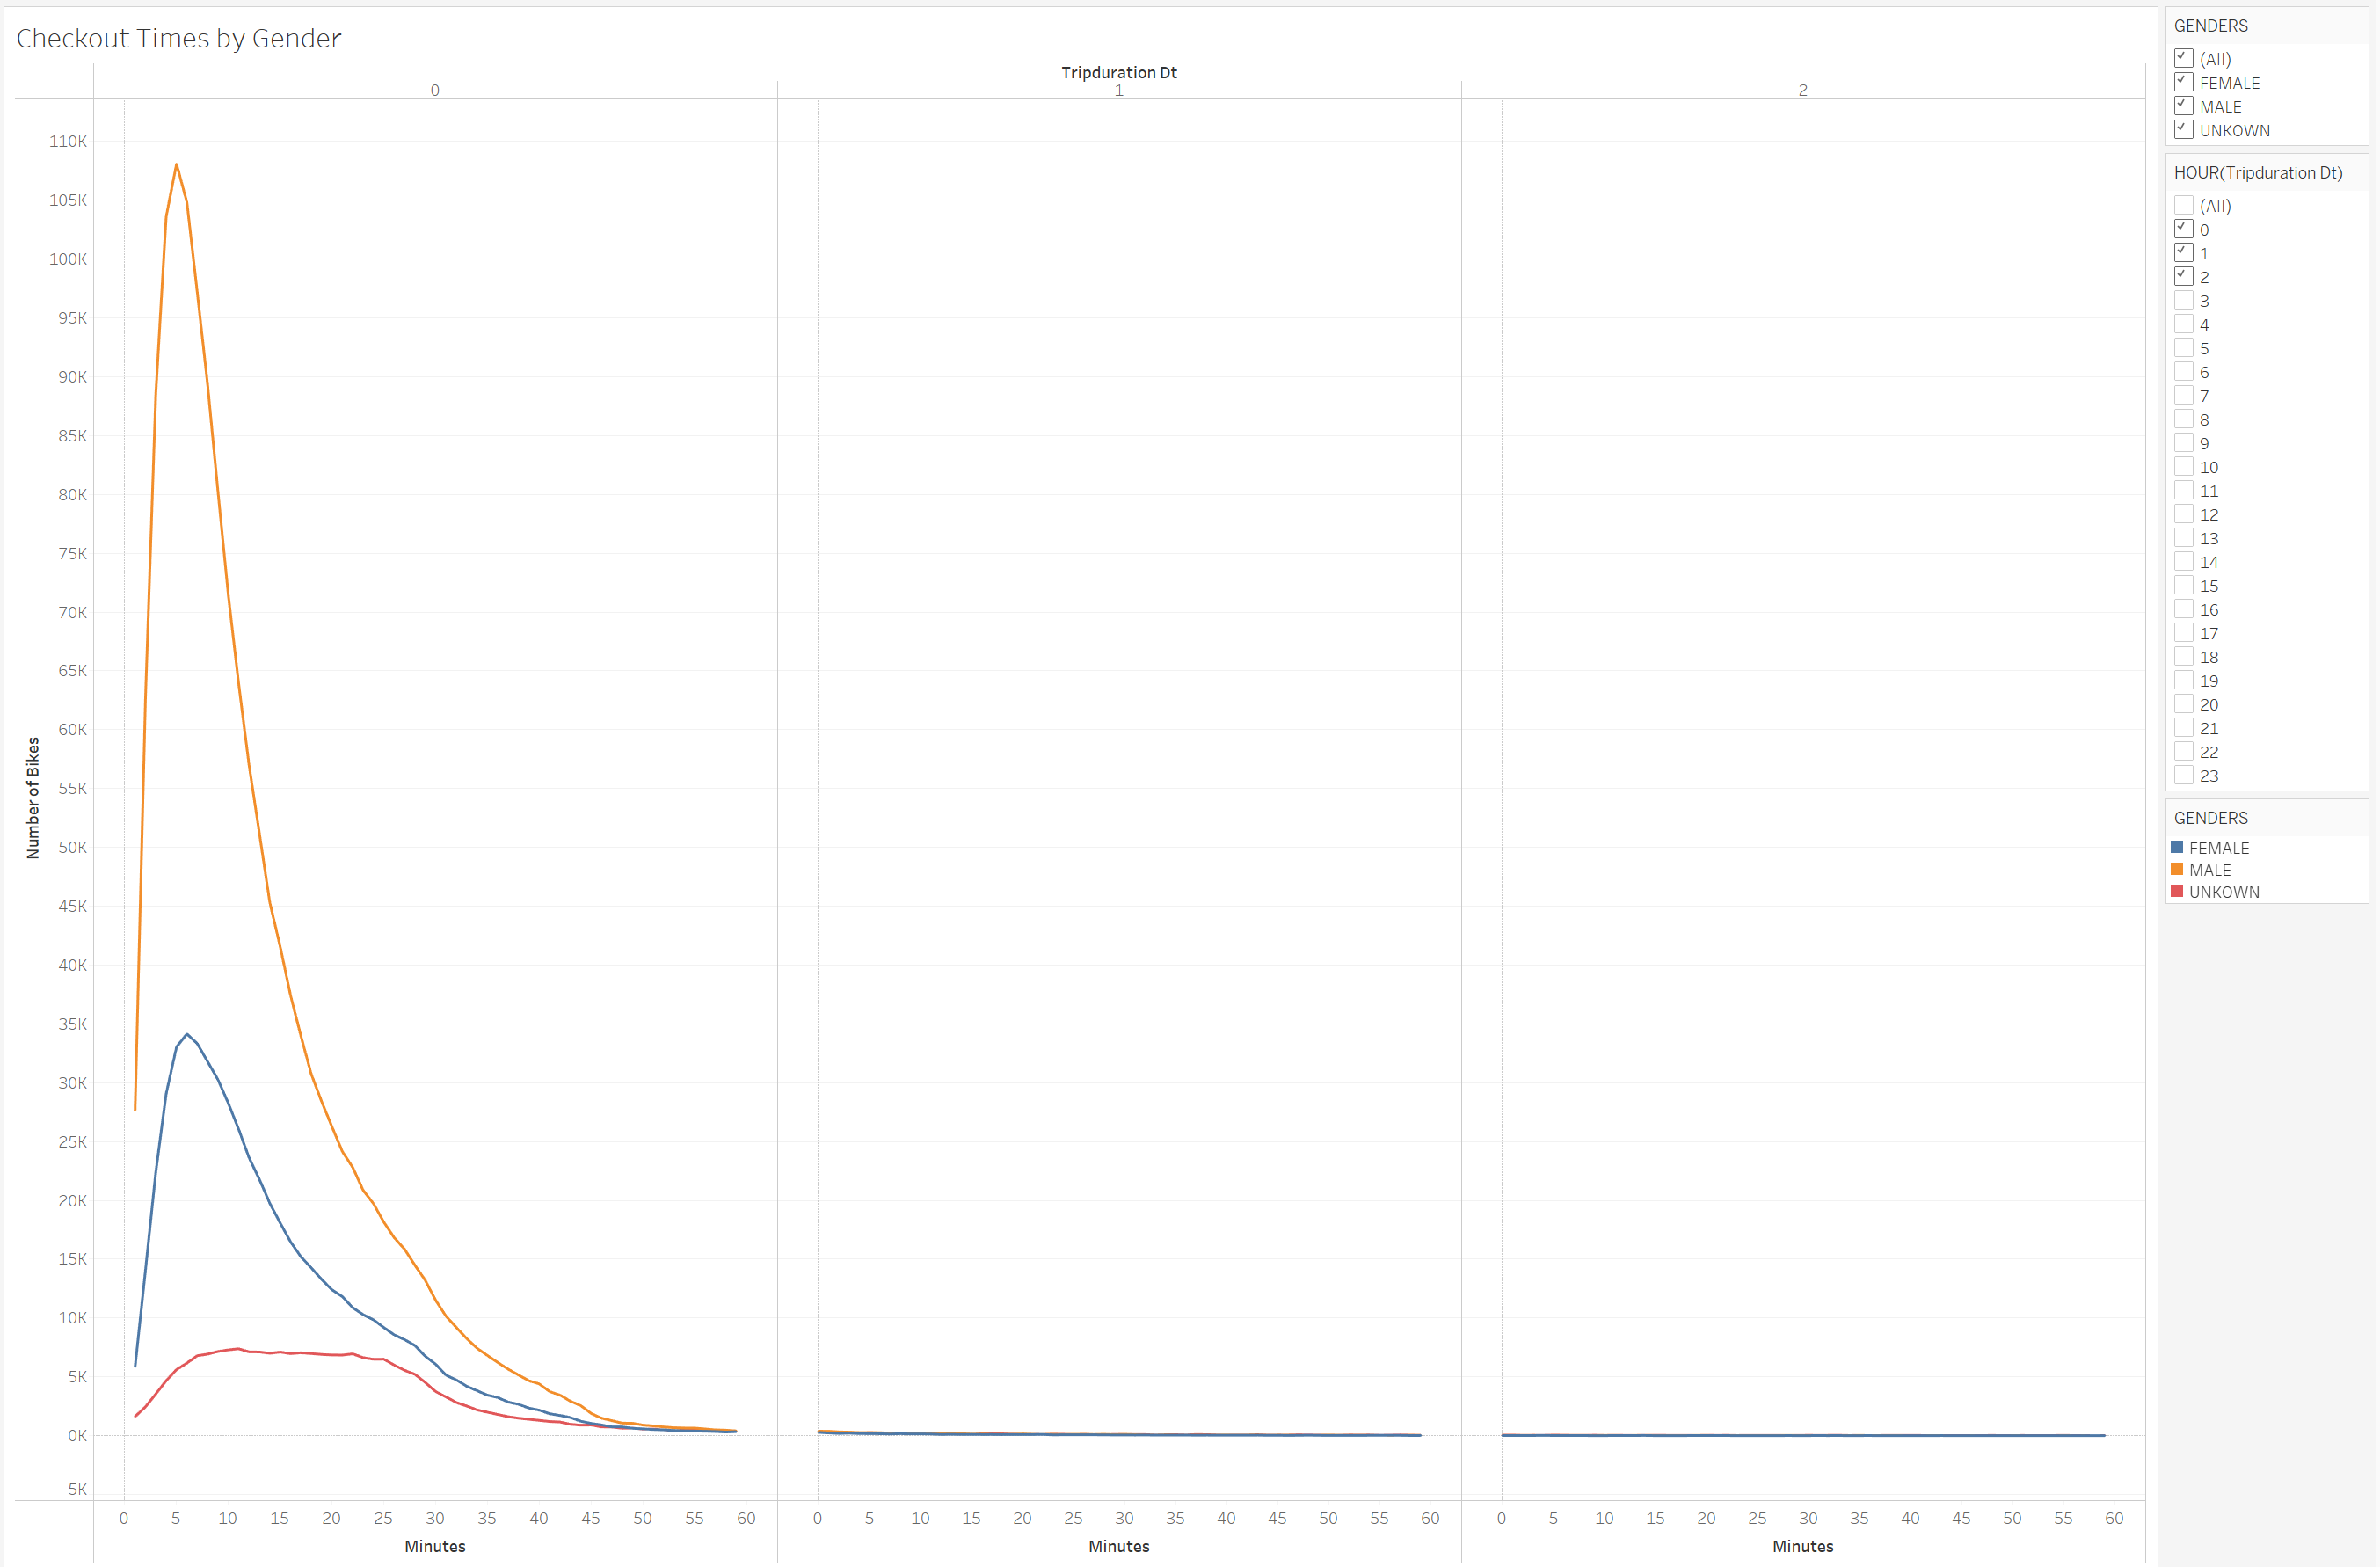 Checkout Times by Gender
Tripduration Dt
0 1 2
110K
105K
100K
95K
90K
85K
80K
75K
70K
65K
60K
55K
50K
45K
40K
35K
30K
25K
20K
15K
10K
5K
0K
-5K
Number of Bikes
0 5 10 15 20 25 30 35 40 45 50 55 60
Minutes
0 5 10 15 20 25 30 35 40 45 50 55 60
Minutes
0 5 10 15 20 25 30 35 40 45 50 55 60
Minutes
GENDERS
(All)
FEMALE
MALE
UNKOWN
HOUR(Tripduration Dt)
(All)
0
1
2
3
4
5
6
7
8
9
10
11
12
13
14
15
16
17
18
19
20
21
22
23
GENDERS
FEMALE
MALE
UNKOWN